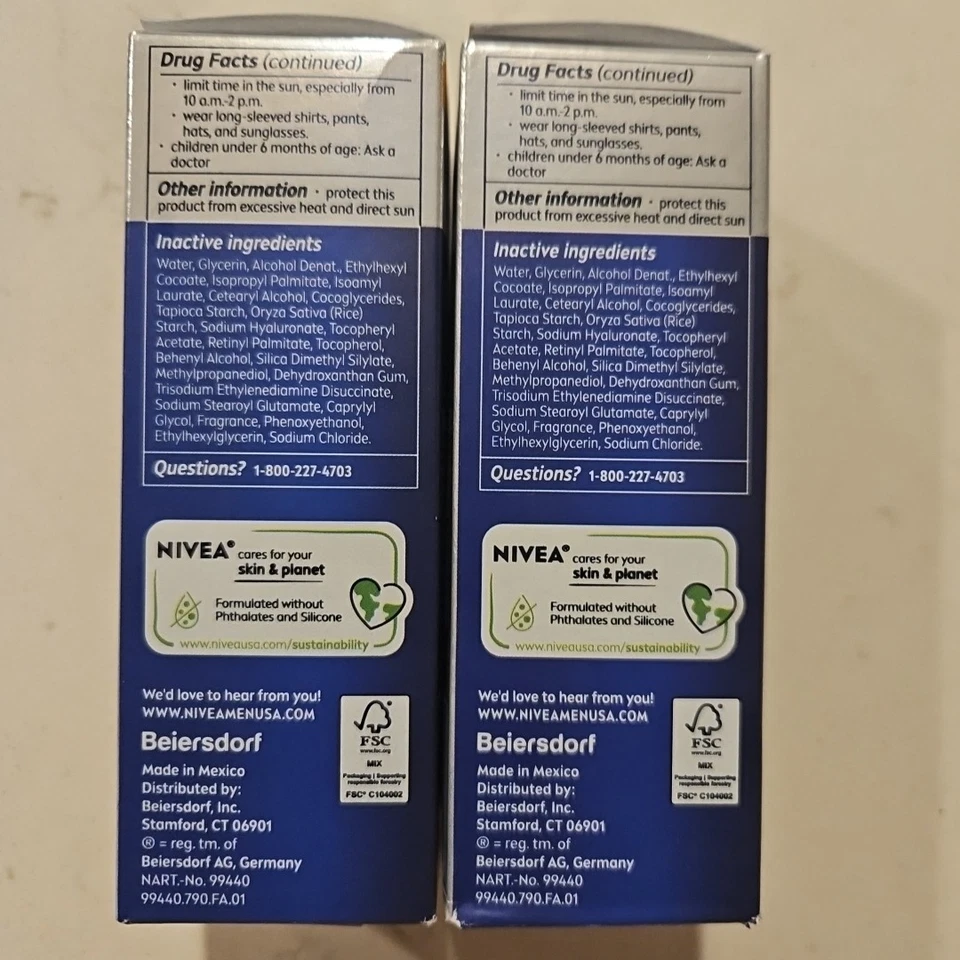 Drug Facts (continued)
• limit time in the sun, especially from
10 a.m.-2 p.m.
• wear long-sleeved shirts, pants,
hats, and sunglasses.
• children under 6 months of age: Ask a
doctor
Other information • protect this
product from excessive heat and direct sun
Inactive ingredients
Water, Glycerin, Alcohol Denat., Ethylhexyl
Cocoate, Isopropyl Palmitate, Isoamyl
Laurate, Cetearyl Alcohol, Cocoglycerides,
Tapioca Starch, Oryza Sativa (Rice)
Starch, Sodium Hyaluronate, Tocopheryl
Acetate, Retinyl Palmitate, Tocopherol,
Behenyl Alcohol, Silica Dimethyl Silylate,
Methylpropanediol, Dehydroxanthan Gum,
Trisodium Ethylenediamine Disuccinate,
Sodium Stearoyl Glutamate, Caprylyl
Glycol, Fragrance, Phenoxyethanol,
Ethylhexylglycerin, Sodium Chloride.
Questions? 1-800-227-4703
NIVEA® cares for your
skin & planet
Formulated without
Phthalates and Silicone
www.niveausa.com/sustainability
We'd love to hear from you!
WWW.NIVEAMENUSA.COM
Beiersdorf
Made in Mexico
Distributed by:
Beiersdorf, Inc.
Stamford, CT 06901
® = reg. tm. of
Beiersdorf AG, Germany
NART.-No. 99440
99440.790.FA.01
FSC
www.fsc.org
MIX
Packaging | Supporting
responsible forestry
FSC® C104002
Drug Facts (continued)
• limit time in the sun, especially from
10 a.m.-2 p.m.
• wear long-sleeved shirts, pants,
hats, and sunglasses.
• children under 6 months of age: Ask a
doctor
Other information • protect this
product from excessive heat and direct sun
Inactive ingredients
Water, Glycerin, Alcohol Denat., Ethylhexyl
Cocoate, Isopropyl Palmitate, Isoamyl
Laurate, Cetearyl Alcohol, Cocoglycerides,
Tapioca Starch, Oryza Sativa (Rice)
Starch, Sodium Hyaluronate, Tocopheryl
Acetate, Retinyl Palmitate, Tocopherol,
Behenyl Alcohol, Silica Dimethyl Silylate,
Methylpropanediol, Dehydroxanthan Gum,
Trisodium Ethylenediamine Disuccinate,
Sodium Stearoyl Glutamate, Caprylyl
Glycol, Fragrance, Phenoxyethanol,
Ethylhexylglycerin, Sodium Chloride.
Questions? 1-800-227-4703
NIVEA® cares for your
skin & planet
Formulated without
Phthalates and Silicone
www.niveausa.com/sustainability
We'd love to hear from you!
WWW.NIVEAMENUSA.COM
Beiersdorf
Made in Mexico
Distributed by:
Beiersdorf, Inc.
Stamford, CT 06901
® = reg. tm. of
Beiersdorf AG, Germany
NART.-No. 99440
99440.790.FA.01
FSC
www.fsc.org
MIX
Packaging | Supporting
responsible forestry
FSC® C104002